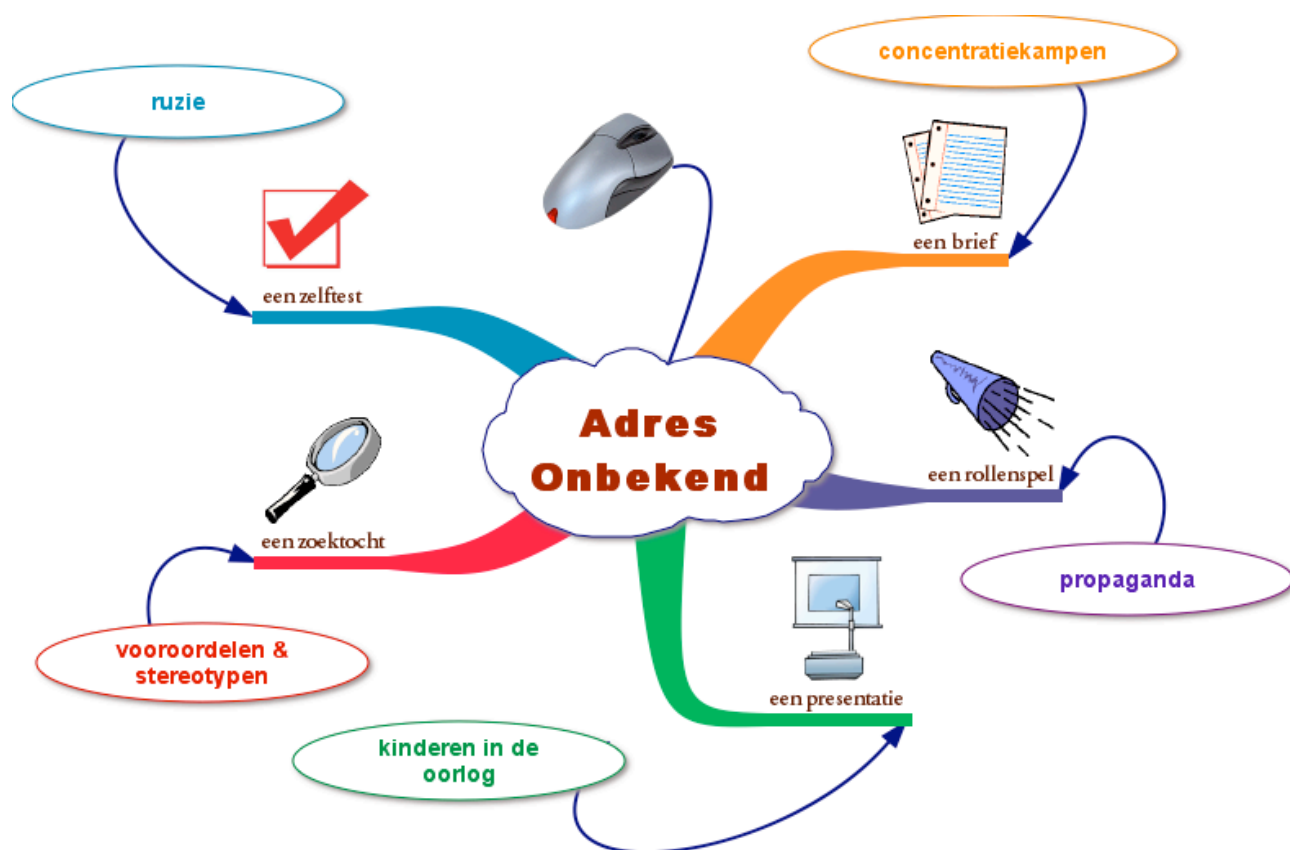 concentratiekampen
ruzie
een brief
een zelftest
Adres
Onbekend
een rollenspel
een zoektocht
propaganda
vooroordelen &
stereotypen
een presentatie
kinderen in de
oorlog